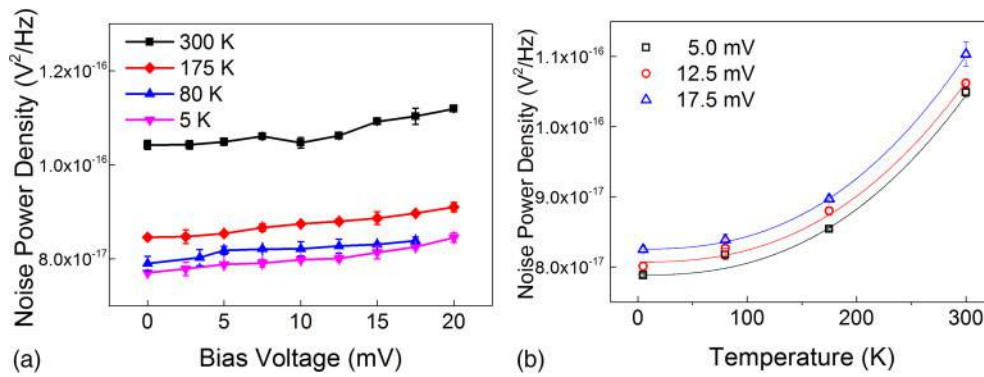 Noise Power Density (V²/Hz)
1.2x10⁻¹⁶
1.0x10⁻¹⁶
8.0x10⁻¹⁷
300 K
175 K
80 K
5 K
0 5 10 15 20
Bias Voltage (mV)
(a)
Noise Power Density (V²/Hz)
1.1x10⁻¹⁶
1.0x10⁻¹⁶
9.0x10⁻¹⁷
8.0x10⁻¹⁷
5.0 mV
12.5 mV
17.5 mV
0 100 200 300
Temperature (K)
(b)